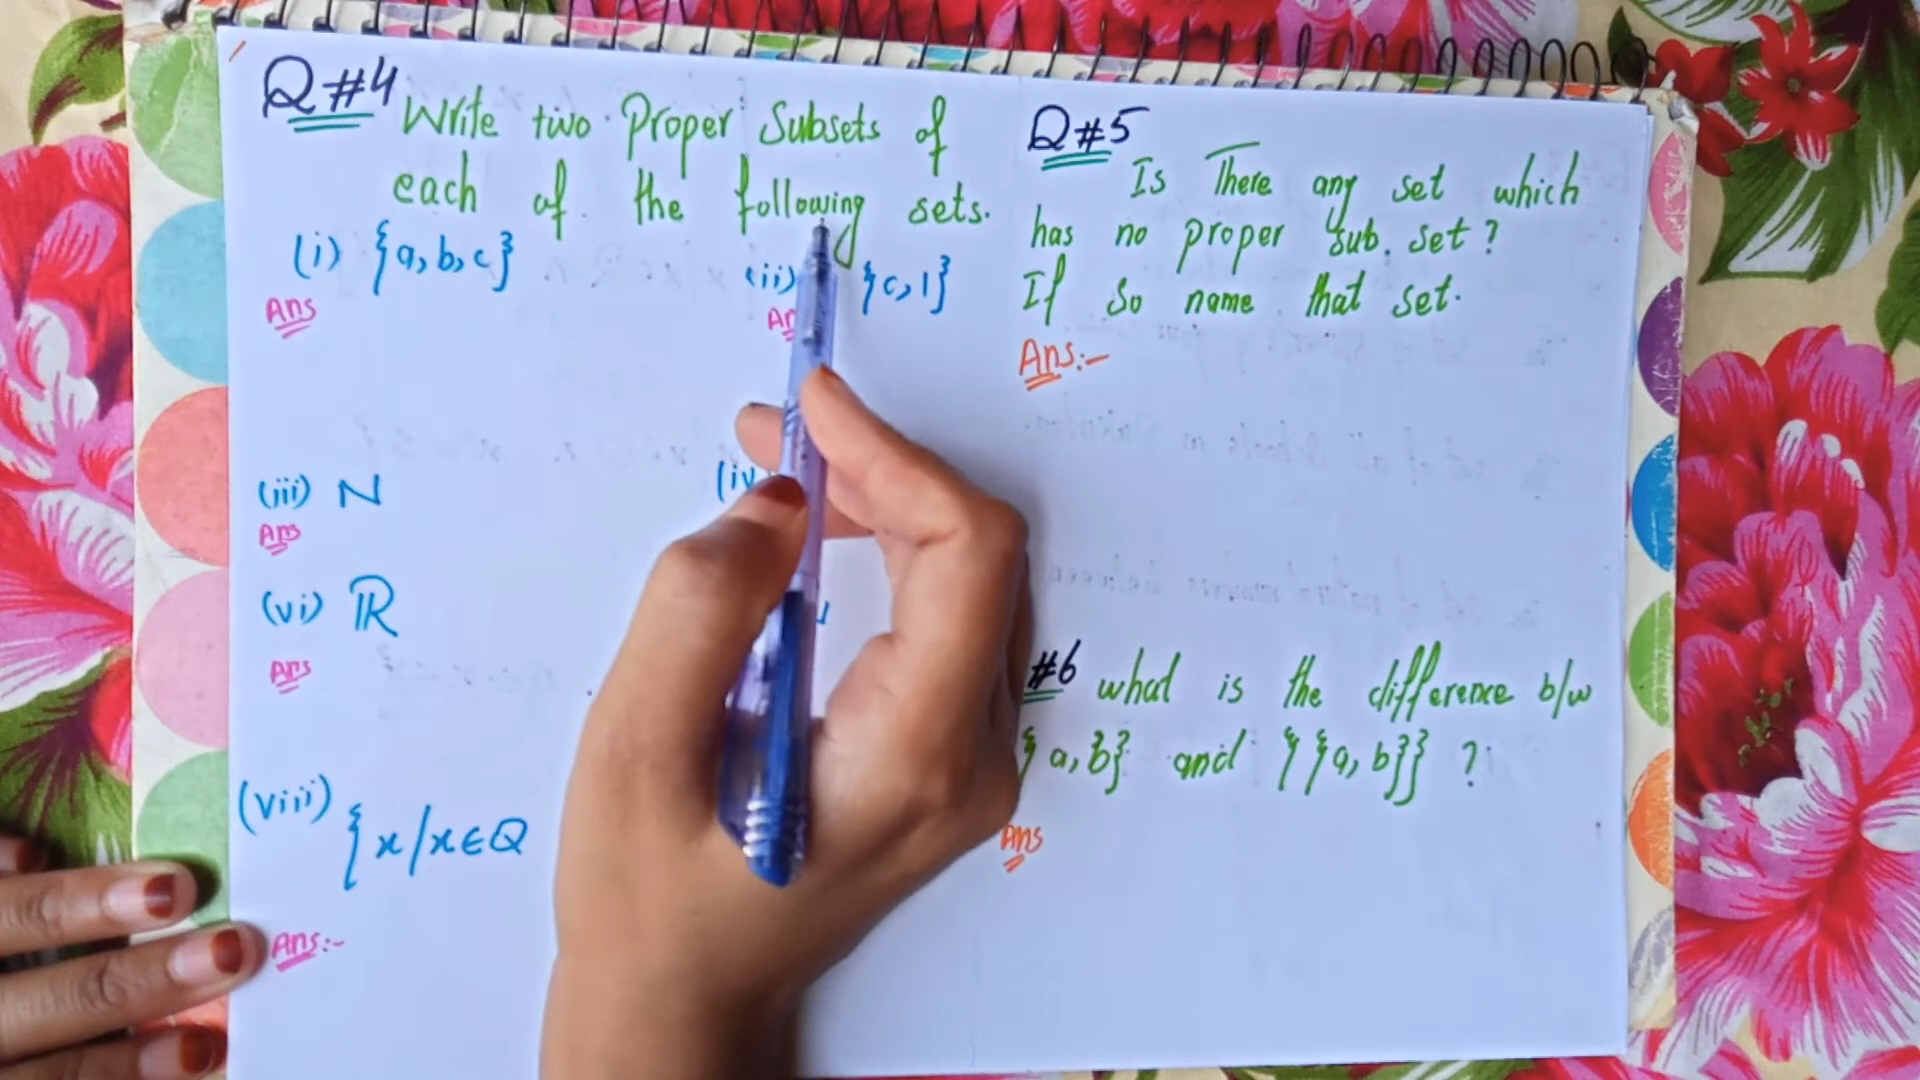 Q#4 Write two Proper Subsets of
each of the following sets.
(i) {a, b, c}
(ii) {c, 1}
Ans
(iii) N
(iv
Ans
(vi) R
Ans
(viii) {x/x∈Q
Ans:-
Q#5
Is There any set which
has no proper sub.set?
If so name that set.
Ans:-
#6 what is the difference b/w
{a, b} and {{a, b}} ?
Ans